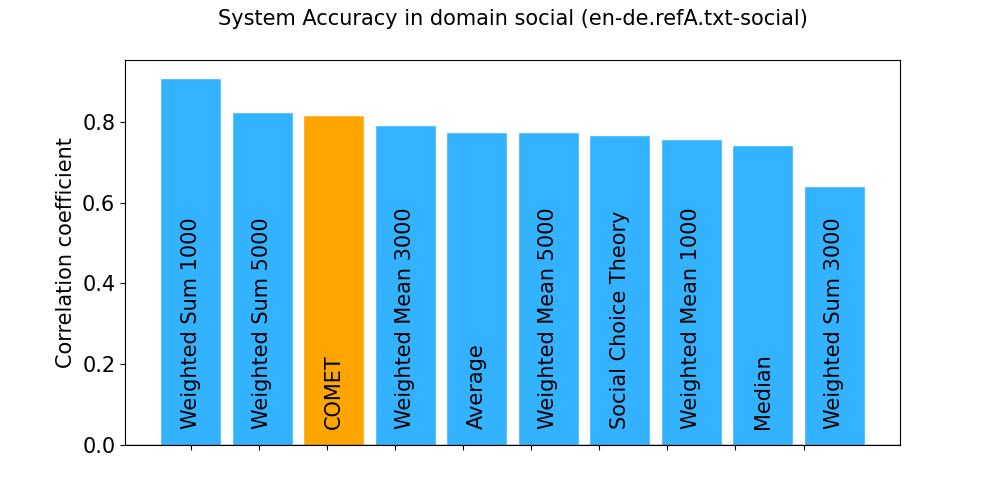 System Accuracy in domain social (en-de.refA.txt-social)
Correlation coefficient
0.8
0.6
0.4
0.2
0.0
Weighted Sum 1000
Weighted Sum 5000
COMET
Weighted Mean 3000
Average
Weighted Mean 5000
Social Choice Theory
Weighted Mean 1000
Median
Weighted Sum 3000